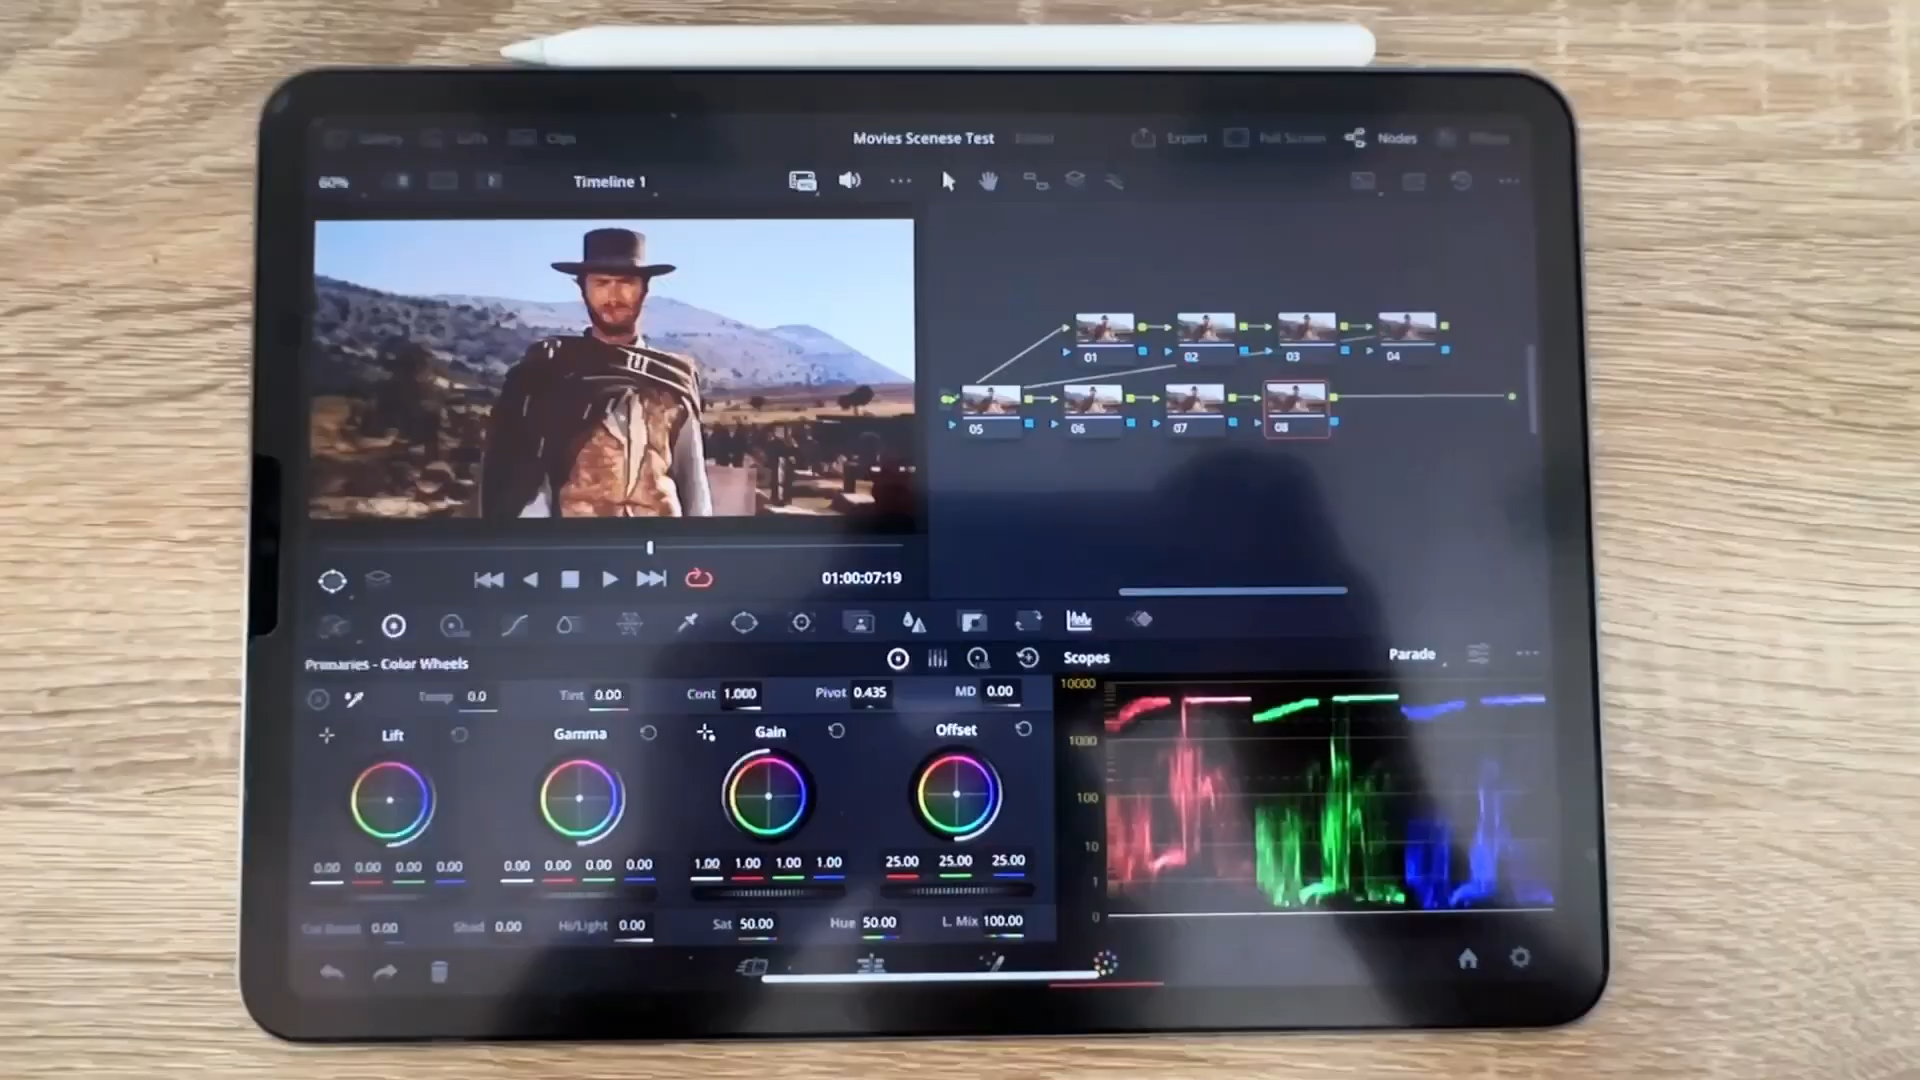 Gallery LUTs Clips Movies Scenese Test Edited Export Full Screen Nodes
60% Timeline 1
01 02 03 04
05 06 07 08
01:00:07:19
Primaries - Color Wheels
Scopes Parade
Temp 0.0 Tint 0.00 Cont 1.000 Pivot 0.435 MD 0.00
Lift Gamma Gain Offset
0.00 0.00 0.00 0.00 0.00 0.00 0.00 0.00 1.00 1.00 1.00 1.00 25.00 25.00 25.00
0.00 Shad 0.00 Hi/Light 0.00 Sat 50.00 Hue 50.00 L. Mix 100.00
10000
1000
100
10
1
0